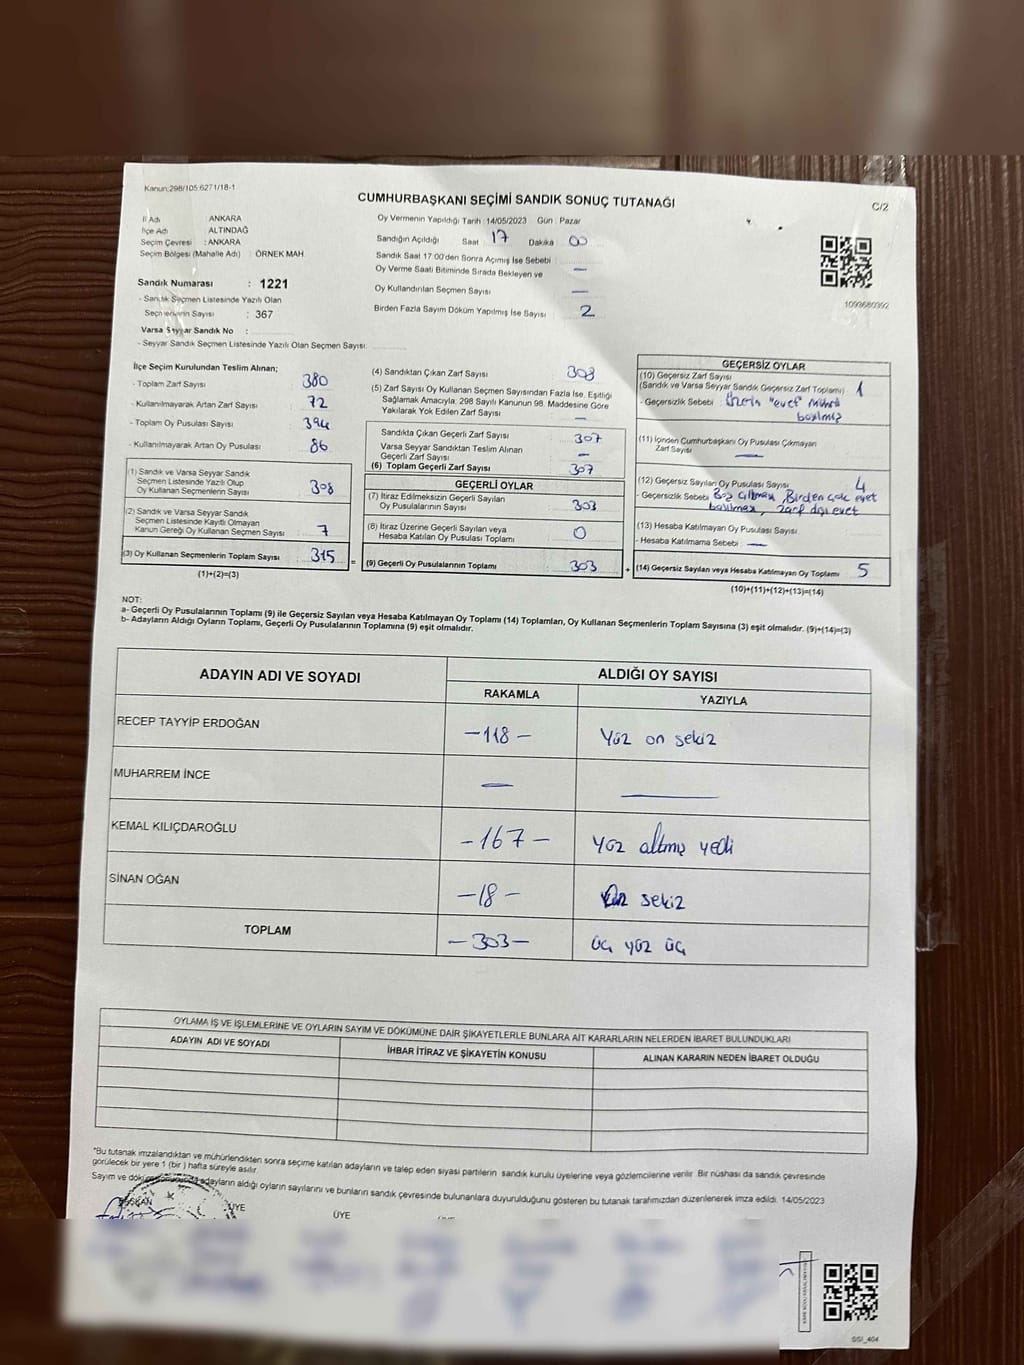 Kanun:298/105:6271/18-1
CUMHURBAŞKANI SEÇİMİ SANDIK SONUÇ TUTANAĞI
C/2
İl Adı ANKARA
İlçe Adı ALTINDAĞ
Seçim Çevresi : ANKARA
Seçim Bölgesi (Mahalle Adı) : ÖRNEK MAH.
Sandık Numarası : 1221
- Sandık Seçmen Listesinde Yazılı Olan
Seçmenlerin Sayısı : 367
Varsa Seyyar Sandık No :
- Seyyar Sandık Seçmen Listesinde Yazılı Olan Seçmen Sayısı:
Oy Vermenin Yapıldığı Tarih : 14/05/2023 Gün : Pazar
Sandığın Açıldığı Saat 17 Dakika 00
Sandık Saat 17.00'den Sonra Açımış İse Sebebi : —
Oy Verme Saati Bitiminde Sırada Bekleyen ve
Oy Kullandırılan Seçmen Sayısı —
Birden Fazla Sayım Döküm Yapılmış İse Sayısı 2
1093680392
İlçe Seçim Kurulundan Teslim Alınan;
- Toplam Zarf Sayısı 380
- Kullanılmayarak Artan Zarf Sayısı 72
- Toplam Oy Pusulası Sayısı 394
- Kullanılmayarak Artan Oy Pusulası 86
(1) Sandık ve Varsa Seyyar Sandık
Seçmen Listesinde Yazılı Olup
Oy Kullanan Seçmenlerin Sayısı 308
(2) Sandık ve Varsa Seyyar Sandık
Seçmen Listesinde Kayıtlı Olmayan
Kanun Gereği Oy Kullanan Seçmen Sayısı 7
(3) Oy Kullanan Seçmenlerin Toplam Sayısı 315
(1)+(2)=(3)
=
(4) Sandıktan Çıkan Zarf Sayısı 308
(5) Zarf Sayısı Oy Kullanan Seçmen Sayısından Fazla İse, Eşitliği
Sağlamak Amacıyla; 298 Sayılı Kanunun 98. Maddesine Göre
Yakılarak Yok Edilen Zarf Sayısı —
Sandıkta Çıkan Geçerli Zarf Sayısı 307
Varsa Seyyar Sandıktan Teslim Alınan
Geçerli Zarf Sayısı —
(6) Toplam Geçerli Zarf Sayısı 307
GEÇERLİ OYLAR
(7) İtiraz Edilmeksizin Geçerli Sayılan
Oy Pusulalarının Sayısı 303
(8) İtiraz Üzerine Geçerli Sayılan veya
Hesaba Katılan Oy Pusulası Toplamı 0
(9) Geçerli Oy Pusulalarının Toplamı 303
+
GEÇERSİZ OYLAR
(10) Geçersiz Zarf Sayısı
(Sandık ve Varsa Seyyar Sandık Geçersiz Zarf Toplamı) 1
- Geçersizlik Sebebi : Üzerin "evet" mührü
basılmış
(11) İçinden Cumhurbaşkanı Oy Pusulası Çıkmayan
Zarf Sayısı —
(12) Geçersiz Sayılan Oy Pusulası Sayısı 4
- Geçersizlik Sebebi Boş çıkması, Birden çok evet
basılması, zarf dışı evet
(13) Hesaba Katılmayan Oy Pusulası Sayısı
- Hesaba Katılmama Sebebi : —
(14) Geçersiz Sayılan veya Hesaba Katılmayan Oy Toplamı 5
(10)+(11)+(12)+(13)=(14)
NOT:
a- Geçerli Oy Pusulalarının Toplamı (9) ile Geçersiz Sayılan veya Hesaba Katılmayan Oy Toplamı (14) Toplamları, Oy Kullanan Seçmenlerin Toplam Sayısına (3) eşit olmalıdır. (9)+(14)=(3)
b- Adayların Aldığı Oyların Toplamı, Geçerli Oy Pusulalarının Toplamına (9) eşit olmalıdır.
ADAYIN ADI VE SOYADI
ALDIĞI OY SAYISI
RAKAMLA YAZIYLA
RECEP TAYYİP ERDOĞAN -118- Yüz on sekiz
MUHARREM İNCE — —
KEMAL KILIÇDAROĞLU -167- Yüz altmış yedi
SİNAN OĞAN -18- On sekiz
TOPLAM -303- üç yüz üç
OYLAMA İŞ VE İŞLEMLERİNE VE OYLARIN SAYIM VE DÖKÜMÜNE DAİR ŞİKAYETLERLE BUNLARA AİT KARARLARIN NELERDEN İBARET BULUNDUKLARI
ADAYIN ADI VE SOYADI İHBAR İTİRAZ VE ŞİKAYETİN KONUSU ALINAN KARARIN NEDEN İBARET OLDUĞU
*Bu tutanak imzalandıktan ve mühürlendikten sonra seçime katılan adayların ve talep eden siyasi partilerin sandık kurulu üyelerine veya gözlemcilerine verilir. Bir nüshası da sandık çevresinde
görülecek bir yere 1 (bir ) hafta süreyle asılır.
Sayım ve döküm adayların aldığı oyların sayılarını ve bunların sandık çevresinde bulunanlara duyurulduğunu gösteren bu tutanak tarafımızdan düzenlenerek imza edildi. 14/05/2023
BAŞKAN ÜYE ÜYE
SSI_404